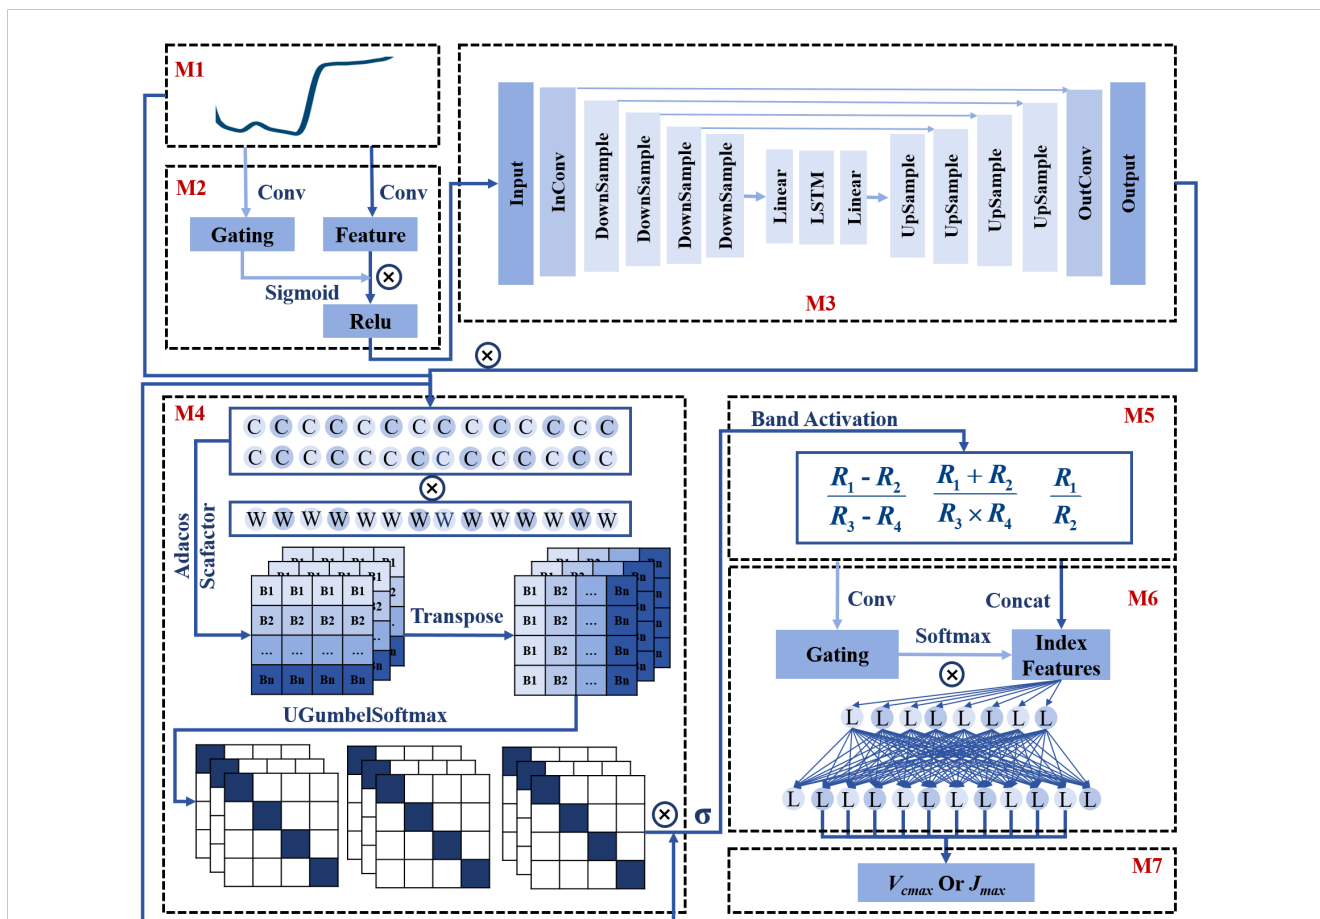 M1
M2
Conv
Conv
Gating
Feature
Sigmoid
Relu
Input
InConv
DownSample
DownSample
DownSample
DownSample
Linear
LSTM
Linear
UpSample
UpSample
UpSample
UpSample
OutConv
Output
M3
M4
C C C C C C C C C C C C C C
C C C C C C C C C C C C C C
W W W W W W W W W W W W W W
Adacos
Scafactor
B1 B1 B1 B1
B2 B2 B2 B2
... ... ... ...
Bn Bn Bn Bn
Transpose
B1 B2 ... Bn
B1 B2 ... Bn
B1 B2 ... Bn
B1 B2 ... Bn
UGumbelSoftmax
σ
M5
Band Activation
R1 - R2
R3 - R4
R1 + R2
R3 × R4
R1
R2
M6
Conv
Concat
Gating
Softmax
Index
Features
L L L L L L L L
L L L L L L L L L L L L
M7
Vcmax Or Jmax